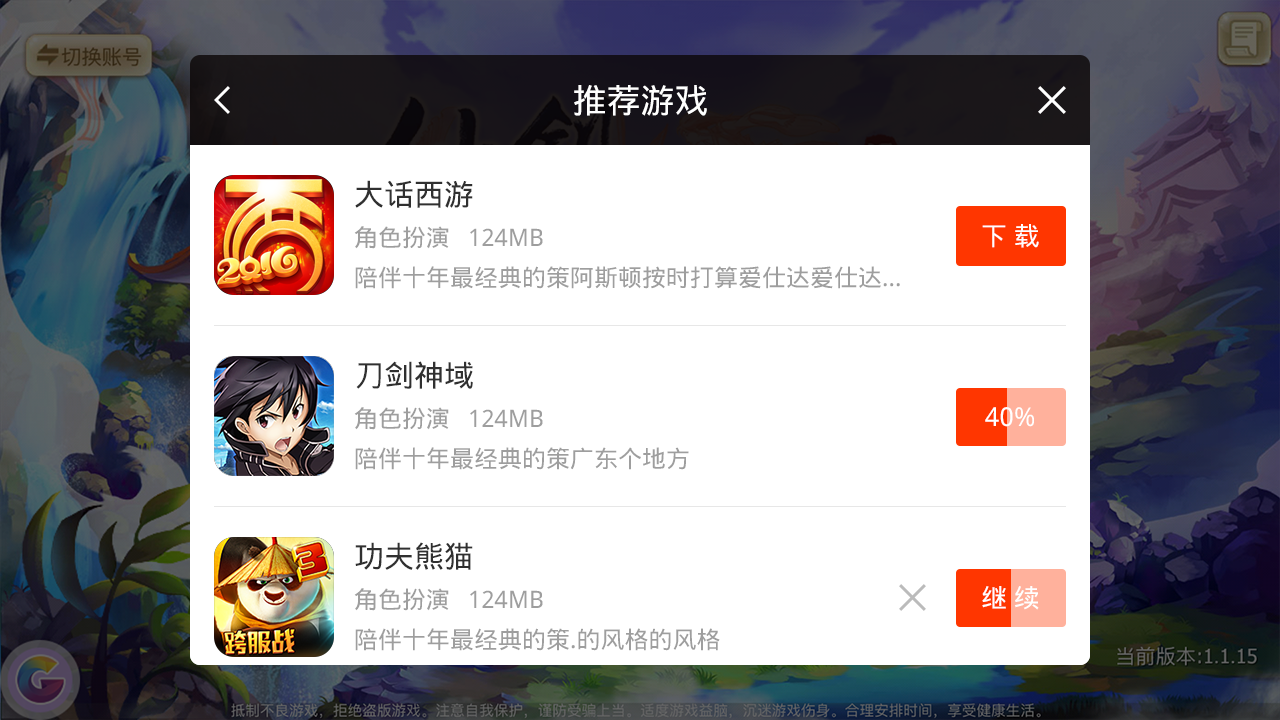 切换账号
推荐游戏
大话西游
角色扮演 124MB
陪伴十年最经典的策阿斯顿按时打算爱仕达爱仕达...
下载
2016
刀剑神域
角色扮演 124MB
陪伴十年最经典的策广东个地方
40%
功夫熊猫
角色扮演 124MB
陪伴十年最经典的策.的风格的风格
继续
3
跨服战
当前版本:1.1.15
抵制不良游戏，拒绝盗版游戏。注意自我保护，谨防受骗上当。适度游戏益脑，沉迷游戏伤身。合理安排时间，享受健康生活。